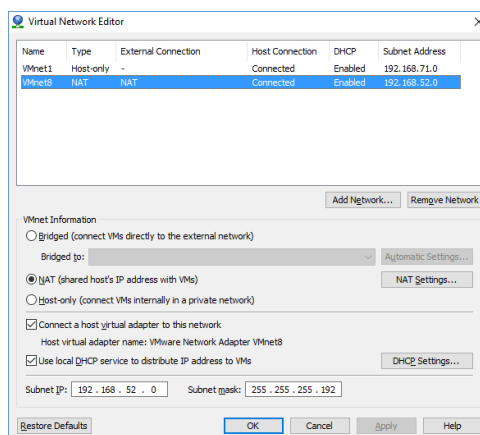 Virtual Network Editor
Name Type External Connection Host Connection DHCP Subnet Address
VMnet1 Host-only - Connected Enabled 192.168.71.0
VMnet8 NAT NAT Connected Enabled 192.168.52.0
Add Network... Remove Network
VMnet Information
Bridged (connect VMs directly to the external network)
Bridged to: Automatic Settings...
NAT (shared host's IP address with VMs) NAT Settings...
Host-only (connect VMs internally in a private network)
Connect a host virtual adapter to this network
Host virtual adapter name: VMware Network Adapter VMnet8
Use local DHCP service to distribute IP address to VMs DHCP Settings...
Subnet IP: 192 . 168 . 52 . 0 Subnet mask: 255 . 255 . 255 . 192
Restore Defaults OK Cancel Apply Help